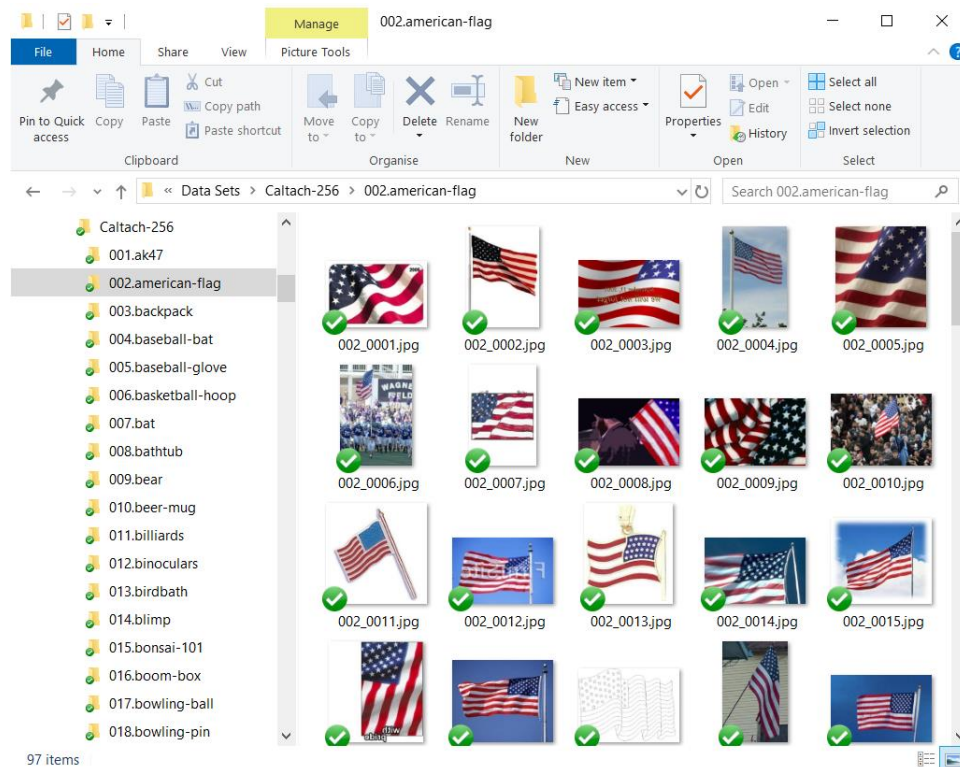 Manage
002.american-flag
File
Home
Share
View
Picture Tools
Pin to Quick access
Copy
Paste
Cut
Copy path
Paste shortcut
Clipboard
Move to
Copy to
Delete
Rename
Organise
New folder
New item
Easy access
New
Properties
Open
Edit
History
Open
Select all
Select none
Invert selection
Select
« Data Sets > Caltach-256 > 002.american-flag
Search 002.american-flag
Caltach-256
001.ak47
002.american-flag
003.backpack
004.baseball-bat
005.baseball-glove
006.basketball-hoop
007.bat
008.bathtub
009.bear
010.beer-mug
011.billiards
012.binoculars
013.birdbath
014.blimp
015.bonsai-101
016.boom-box
017.bowling-ball
018.bowling-pin
002_0001.jpg
002_0002.jpg
002_0003.jpg
002_0004.jpg
002_0005.jpg
WAGNE
002_0006.jpg
002_0007.jpg
002_0008.jpg
002_0009.jpg
002_0010.jpg
002_0011.jpg
002_0012.jpg
002_0013.jpg
002_0014.jpg
002_0015.jpg
97 items